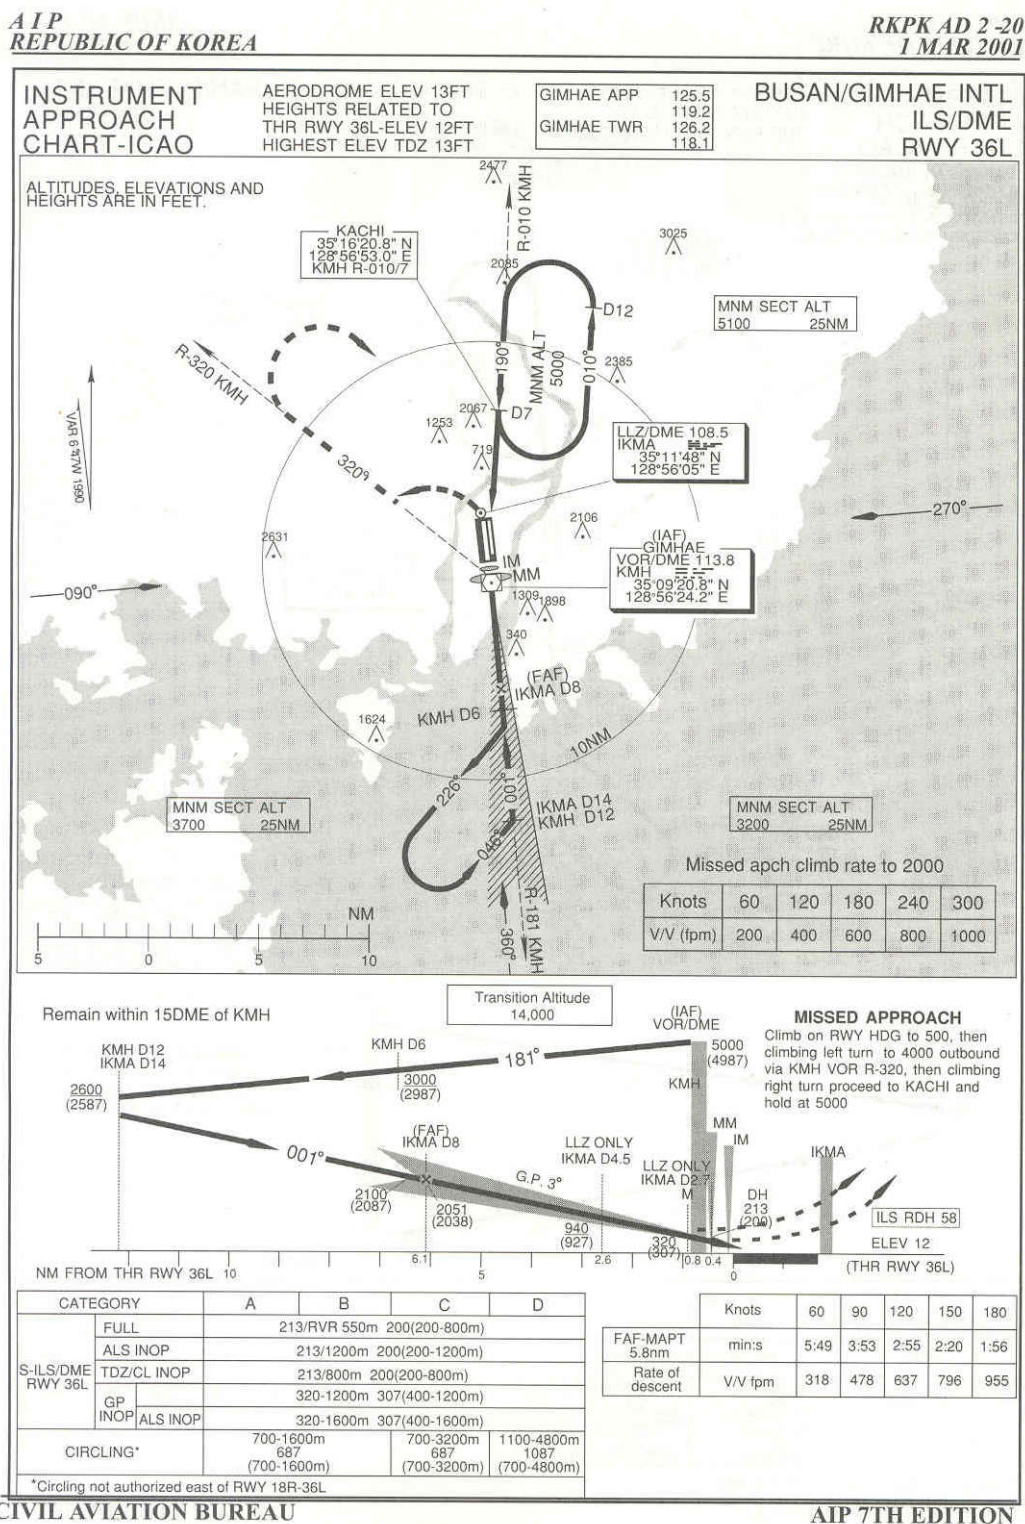 AIP
REPUBLIC OF KOREA
RKPK AD 2 -20
1 MAR 2001
INSTRUMENT
APPROACH
CHART-ICAO
AERODROME ELEV 13FT
HEIGHTS RELATED TO
THR RWY 36L-ELEV 12FT
HIGHEST ELEV TDZ 13FT
GIMHAE APP 125.5
119.2
GIMHAE TWR 126.2
118.1
BUSAN/GIMHAE INTL
ILS/DME
RWY 36L
ALTITUDES, ELEVATIONS AND
HEIGHTS ARE IN FEET.
2477
R-010 KMH
3025
KACHI
35°16'20.8" N
128°56'53.0" E
KMH R-010/7
2085
D12
MNM SECT ALT
5100 25NM
R-320 KMH
190°
MNM ALT
5000
010°
2385
VAR 6°47'W 1990
2067
D7
1253
719
320°
LLZ/DME 108.5
IKMA
35°11'48" N
128°56'05" E
270°
2106
2631
(IAF)
GIMHAE
VOR/DME 113.8
KMH
35°09'20.8" N
128°56'24.2" E
IM
MM
090°
1309
1898
340
(FAF)
IKMA D8
KMH D6
1624
10NM
226°
001°
IKMA D14
KMH D12
046°
MNM SECT ALT
3700 25NM
MNM SECT ALT
3200 25NM
R-181 KMH
360°
Missed apch climb rate to 2000
Knots 60 120 180 240 300
V/V (fpm) 200 400 600 800 1000
NM
5 0 5 10
Remain within 15DME of KMH
Transition Altitude
14,000
(IAF)
VOR/DME
MISSED APPROACH
Climb on RWY HDG to 500, then
climbing left turn to 4000 outbound
via KMH VOR R-320, then climbing
right turn proceed to KACHI and
hold at 5000
KMH D12
IKMA D14
KMH D6
181°
5000
(4987)
2600
(2587)
3000
(2987)
KMH
MM
IM
001°
(FAF)
IKMA D8
LLZ ONLY
IKMA D4.5
LLZ ONLY
IKMA D2.7
M
IKMA
G.P. 3°
2100
(2087)
2051
(2038)
DH
213
(200)
940
(927)
320
(307)
ILS RDH 58
ELEV 12
(THR RWY 36L)
NM FROM THR RWY 36L 10 6.1 5 2.6 0.8 0.4 0
CATEGORY A B C D
S-ILS/DME
RWY 36L
FULL 213/RVR 550m 200(200-800m)
ALS INOP 213/1200m 200(200-1200m)
TDZ/CL INOP 213/800m 200(200-800m)
GP
INOP
320-1200m 307(400-1200m)
ALS INOP 320-1600m 307(400-1600m)
CIRCLING*
700-1600m
687
(700-1600m)
700-3200m
687
(700-3200m)
1100-4800m
1087
(700-4800m)
*Circling not authorized east of RWY 18R-36L
Knots 60 90 120 150 180
FAF-MAPT
5.8nm
min:s 5:49 3:53 2:55 2:20 1:56
Rate of
descent
V/V fpm 318 478 637 796 955
CIVIL AVIATION BUREAU
AIP 7TH EDITION